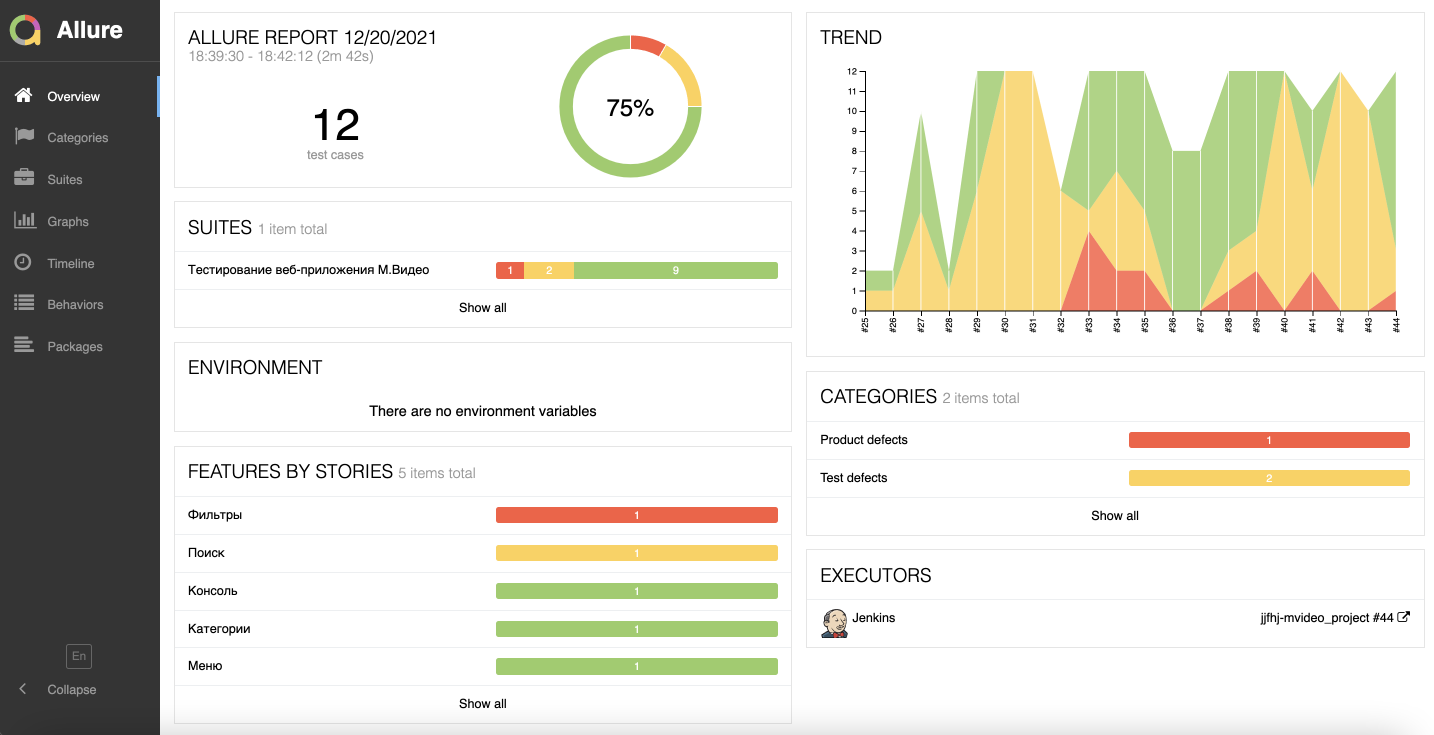 Allure
Overview
Categories
Suites
Graphs
Timeline
Behaviors
Packages
En
Collapse
ALLURE REPORT 12/20/2021
18:39:30 - 18:42:12 (2m 42s)
12
test cases
75%
SUITES 1 item total
Тестирование веб-приложения М.Видео 1 2 9
Show all
ENVIRONMENT
There are no environment variables
FEATURES BY STORIES 5 items total
Фильтры 1
Поиск 1
Консоль 1
Категории 1
Меню 1
Show all
TREND
12
11
10
9
8
7
6
5
4
3
2
1
0
#25 #26 #27 #28 #29 #30 #31 #32 #33 #34 #35 #36 #37 #38 #39 #40 #41 #42 #43 #44
CATEGORIES 2 items total
Product defects 1
Test defects 2
Show all
EXECUTORS
Jenkins jjfhj-mvideo_project #44